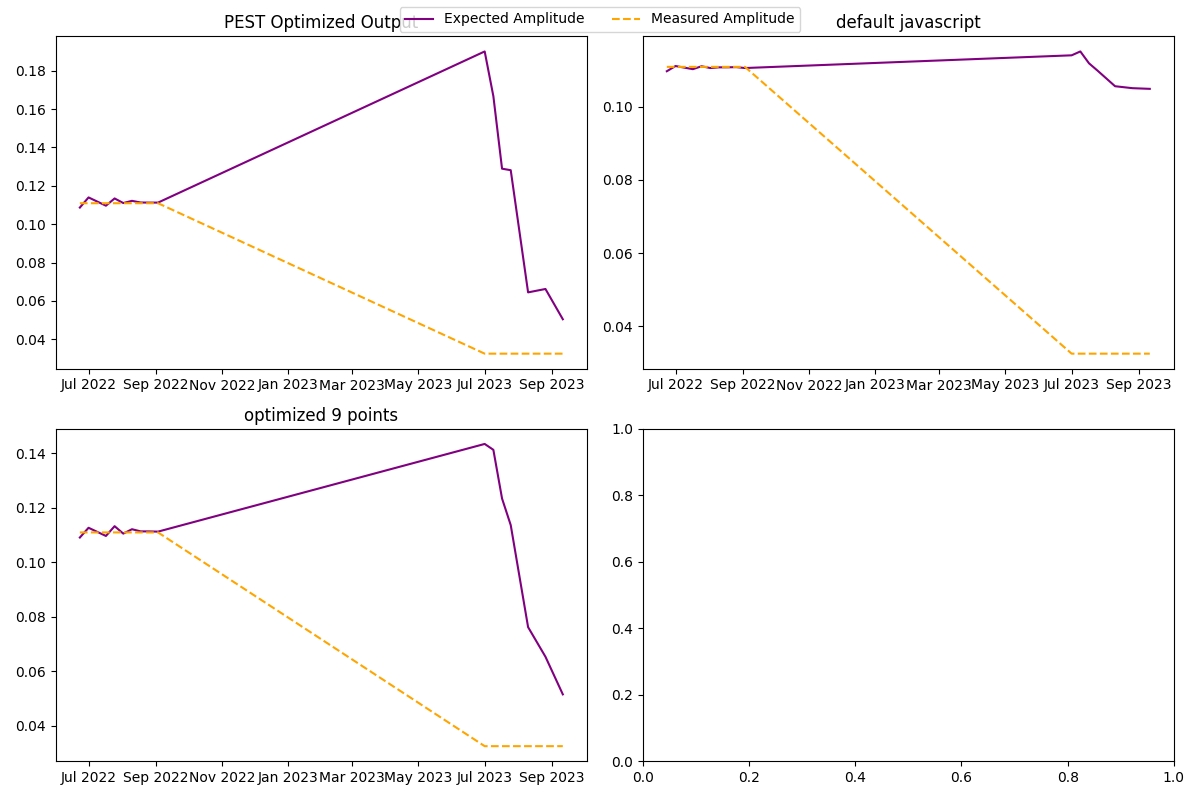 PEST Optimized Output
Expected Amplitude
Measured Amplitude
default javascript
0.18
0.16
0.14
0.12
0.10
0.08
0.06
0.04
Jul 2022 Sep 2022 Nov 2022 Jan 2023 Mar 2023 May 2023 Jul 2023 Sep 2023
0.10
0.08
0.06
0.04
Jul 2022 Sep 2022 Nov 2022 Jan 2023 Mar 2023 May 2023 Jul 2023 Sep 2023
optimized 9 points
0.14
0.12
0.10
0.08
0.06
0.04
Jul 2022 Sep 2022 Nov 2022 Jan 2023 Mar 2023 May 2023 Jul 2023 Sep 2023
1.0
0.8
0.6
0.4
0.2
0.0
0.0 0.2 0.4 0.6 0.8 1.0